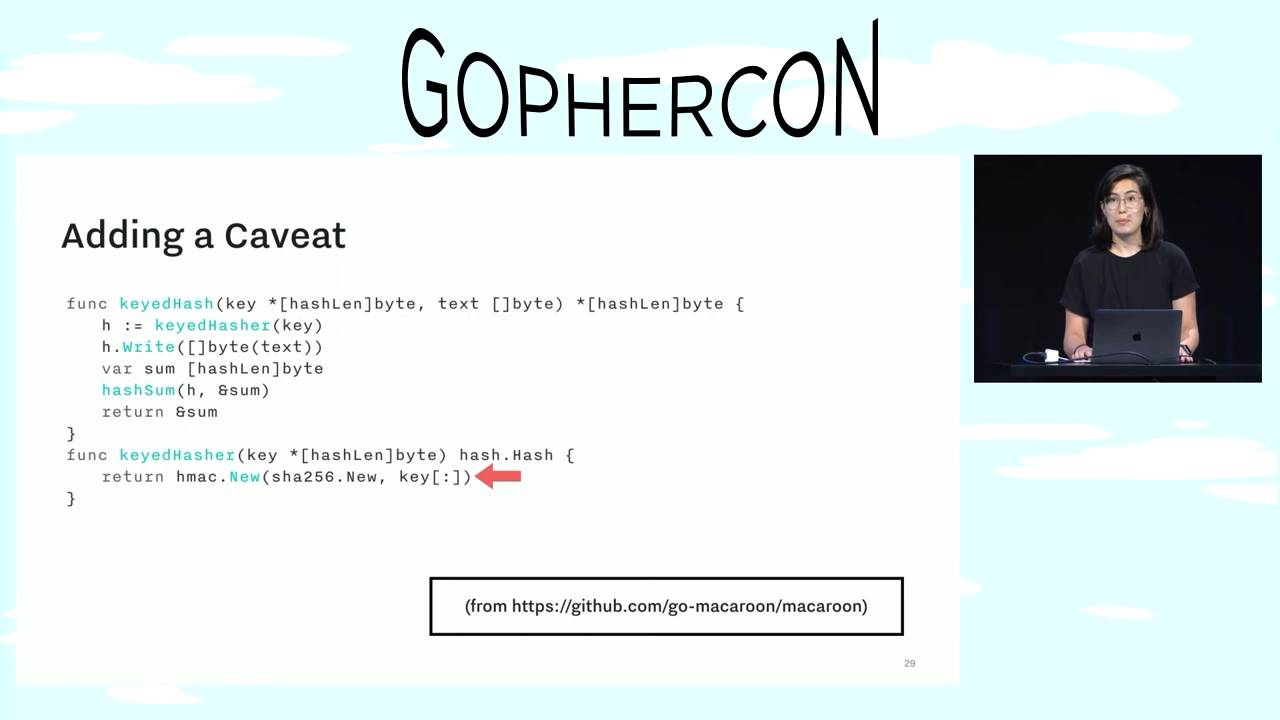 GOPHERCON
Adding a Caveat
func keyedHash(key *[hashLen]byte, text []byte) *[hashLen]byte {
h := keyedHasher(key)
h.Write([]byte(text))
var sum [hashLen]byte
hashSum(h, &sum)
return &sum
}
func keyedHasher(key *[hashLen]byte) hash.Hash {
return hmac.New(sha256.New, key[:])
}
(from https://github.com/go-macaroon/macaroon)
29